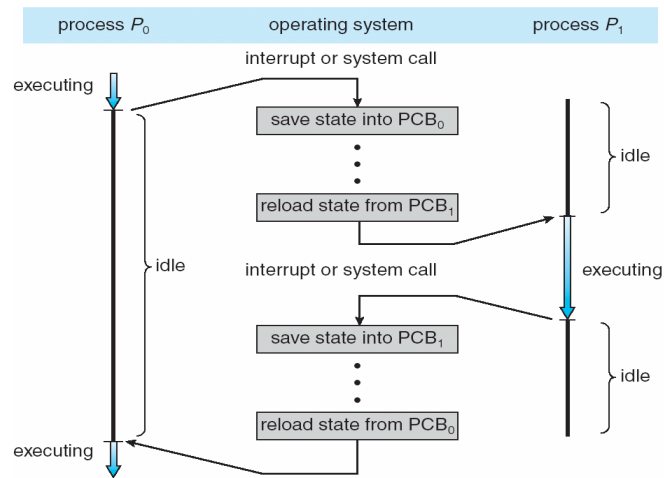 process P₀ operating system process P₁
interrupt or system call
executing
save state into PCB₀
idle
reload state from PCB₁
idle
interrupt or system call
executing
save state into PCB₁
idle
reload state from PCB₀
executing